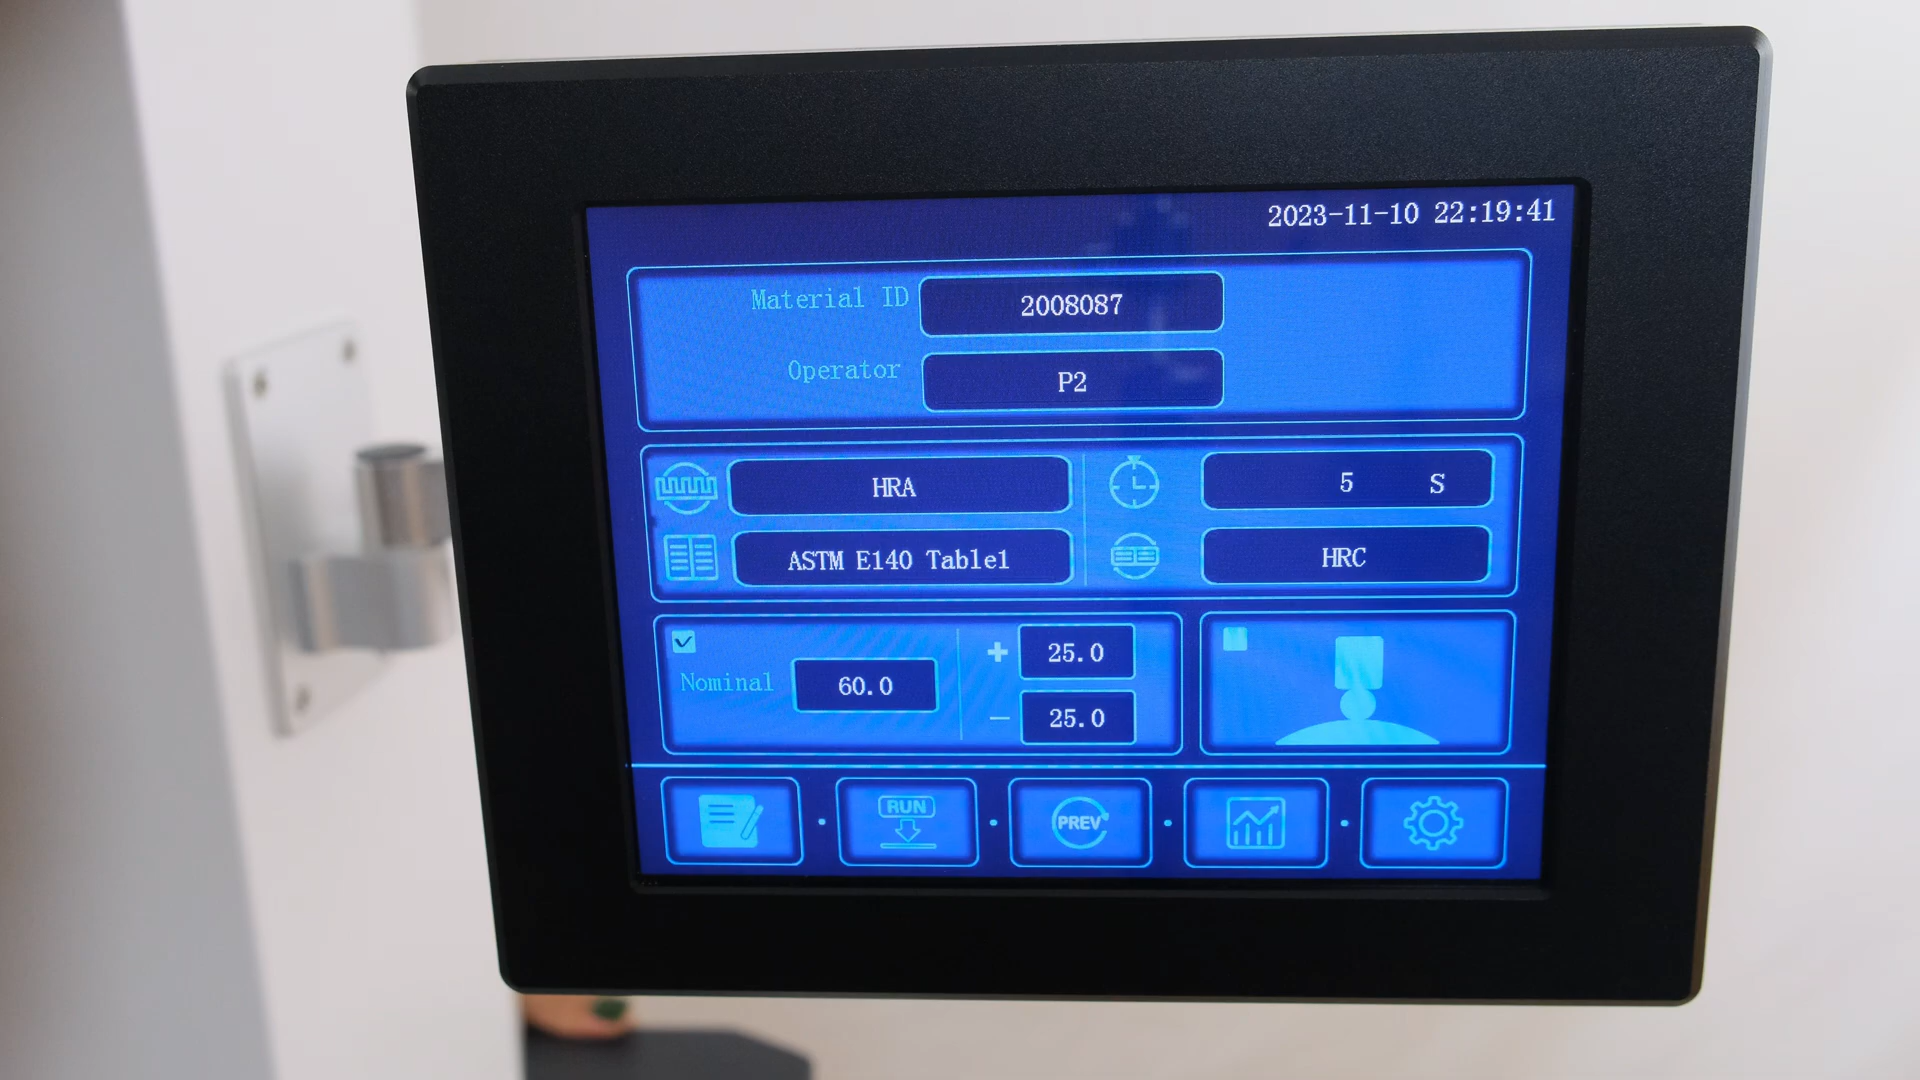 2023-11-10 22:19:41
Material ID 2008087
Operator P2
HRA 5 S
ASTM E140 Table1 HRC
Nominal 60.0
+ 25.0
− 25.0
RUN PREV